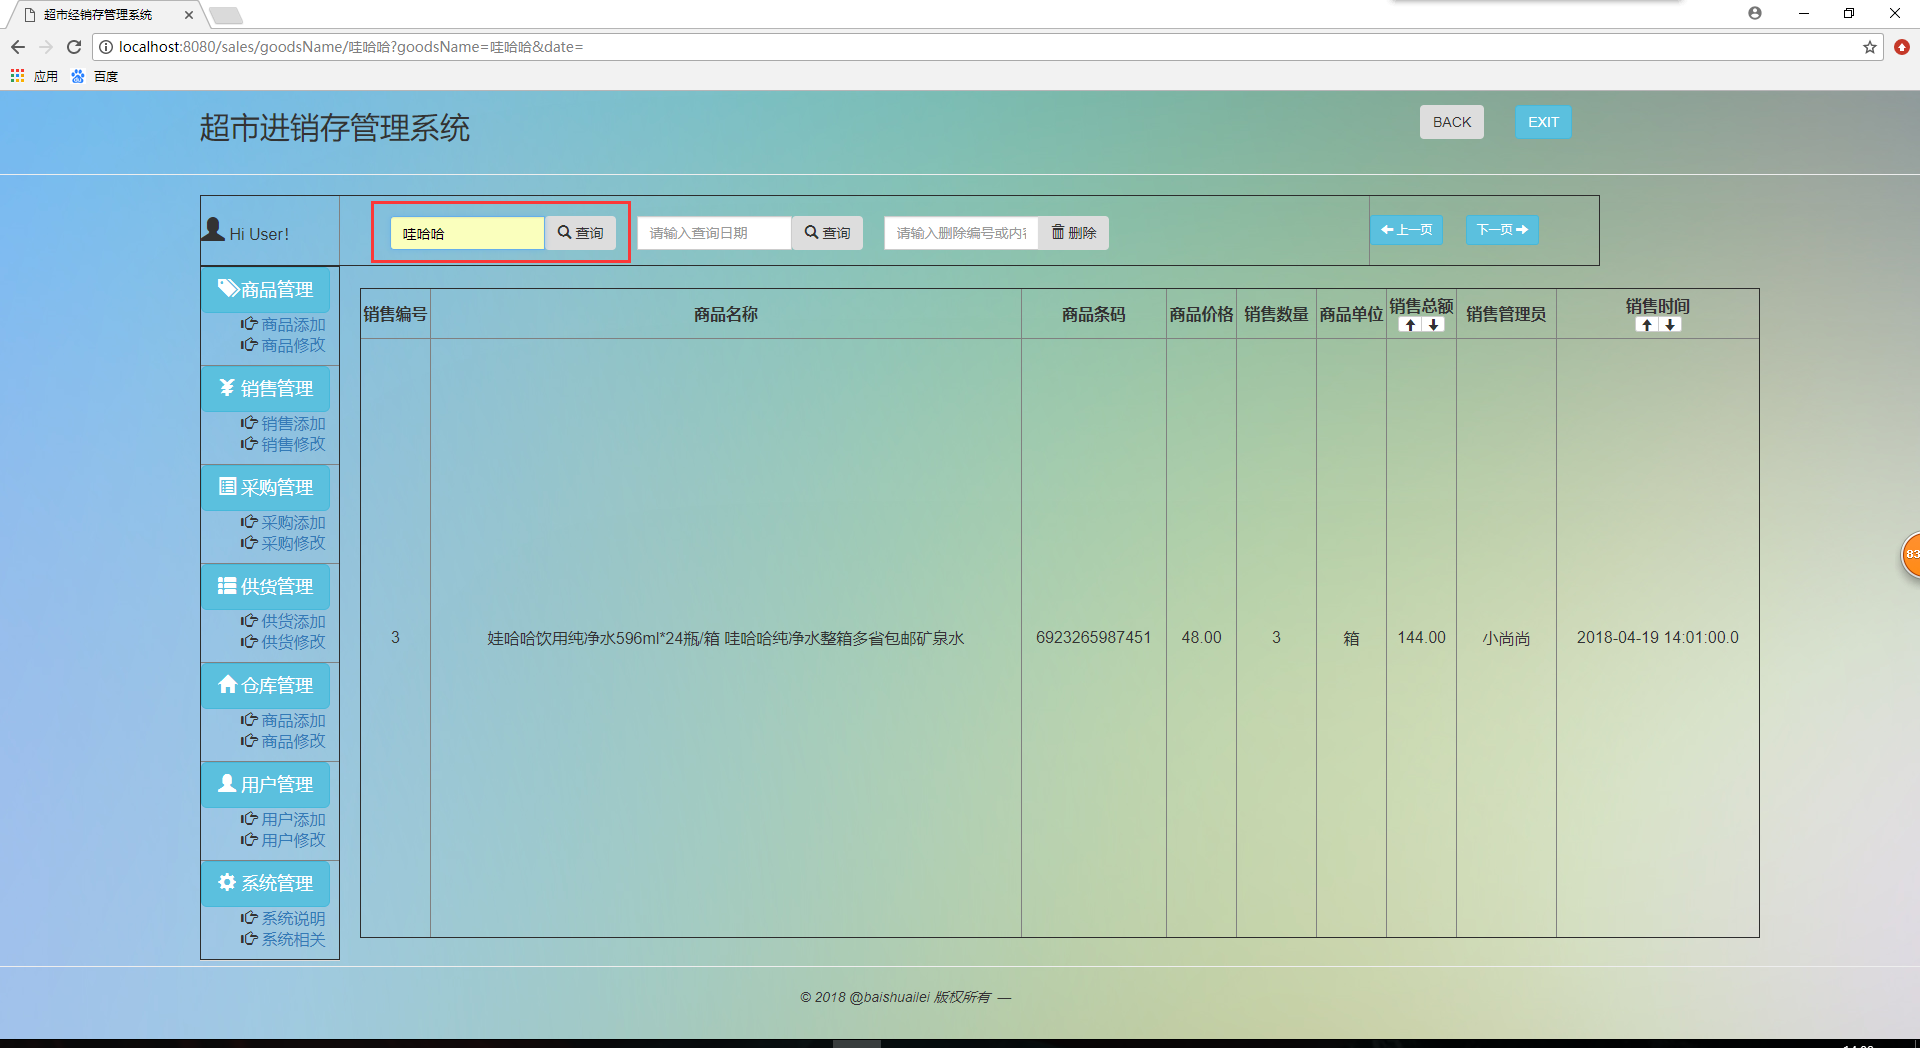 超市经销存管理系统
localhost:8080/sales/goodsName/哇哈哈?goodsName=哇哈哈&date=
应用 百度
超市进销存管理系统
BACK EXIT
Hi User!
哇哈哈 查询 请输入查询日期 查询 请输入删除编号或内容 删除 上一页 下一页
商品管理
商品添加
商品修改
销售管理
销售添加
销售修改
采购管理
采购添加
采购修改
供货管理
供货添加
供货修改
仓库管理
商品添加
商品修改
用户管理
用户添加
用户修改
系统管理
系统说明
系统相关
销售编号 商品名称 商品条码 商品价格 销售数量 商品单位 销售总额 销售管理员 销售时间
3 娃哈哈饮用纯净水596ml*24瓶/箱 哇哈哈纯净水整箱多省包邮矿泉水 6923265987451 48.00 3 箱 144.00 小尚尚 2018-04-19 14:01:00.0
83
© 2018 @baishuailei 版权所有 —